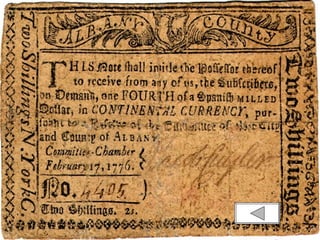 ALBANY COUNTY
Two Shillings N. York C.
THIS Note shall intitle the Possessor thereof
to receive from any of us, the Subscribers,
on Demand, one FOURTH of a Spanish MILLED
Dollar, in CONTINENTAL CURRENCY, pur-
suant to a of the of the City
and County of ALBANY
Committee-Chamber
February 17, 1776.
No. 4405
Two Shillings. 2s.
Two Shillings